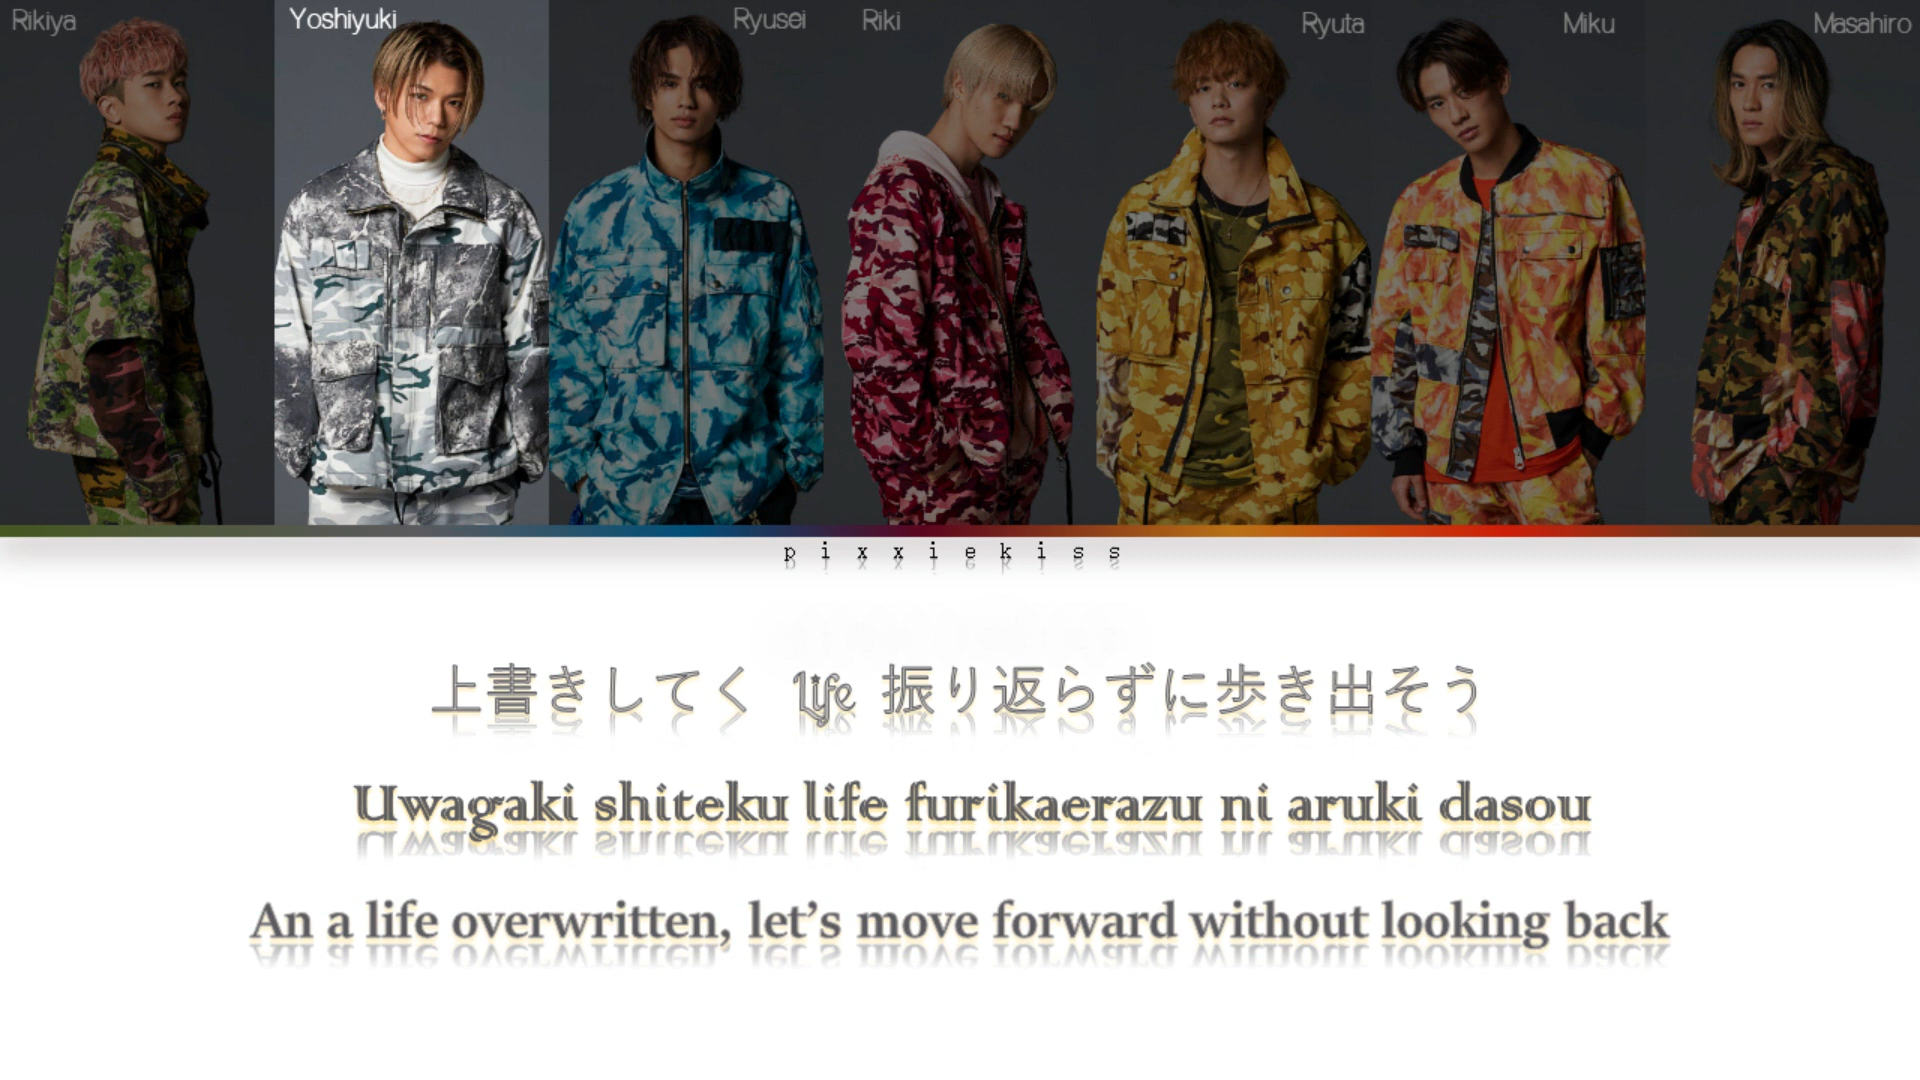 Rikiya Yoshiyuki Ryusei Riki Ryuta Miku Masahiro
pixxiekiss
上書きしてく Life 振り返らずに歩き出そう
Uwagaki shiteku life furikaerazu ni aruki dasou
An a life overwritten, let’s move forward without looking back